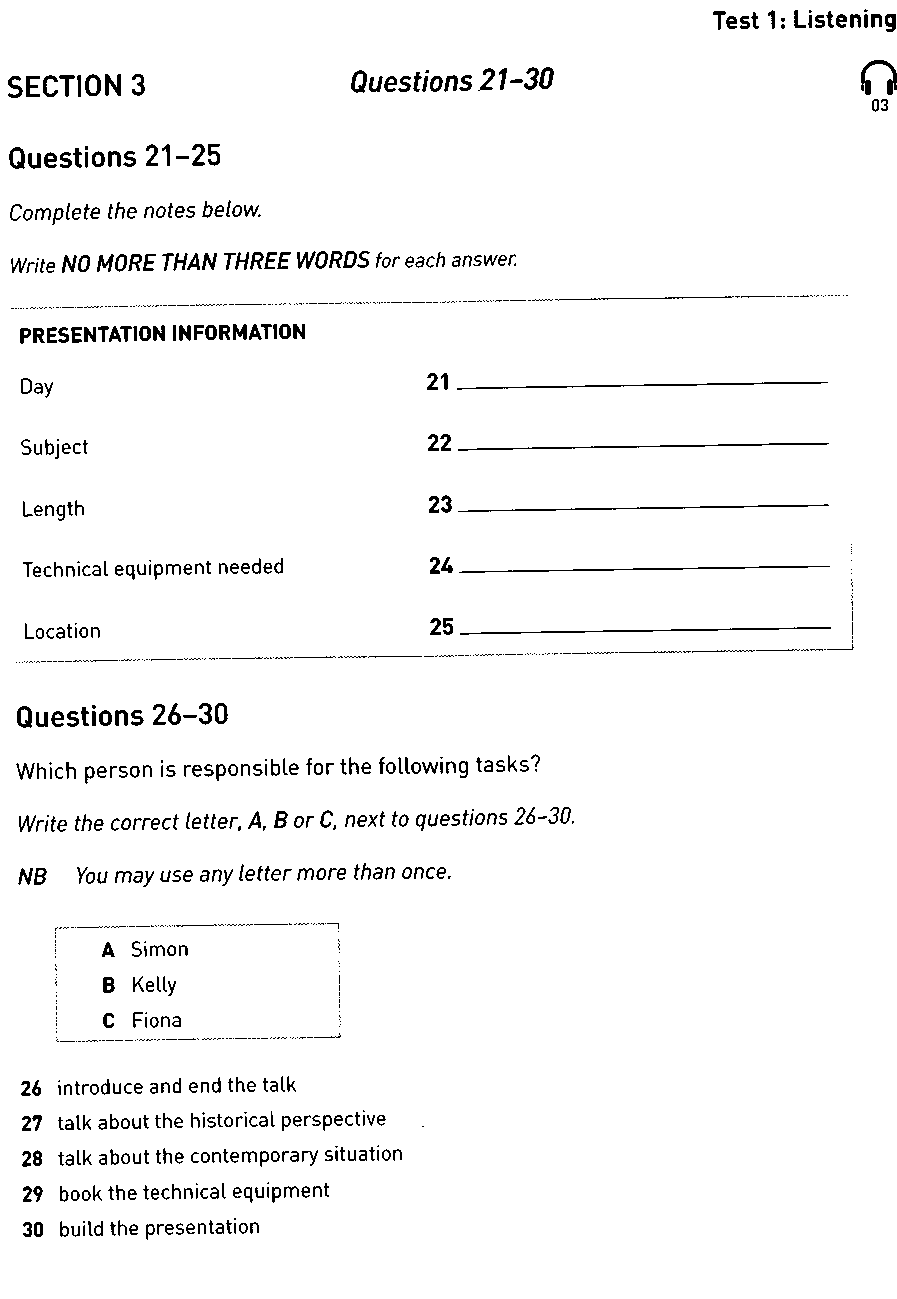 Test 1: Listening
SECTION 3 Questions 21–30
03
Questions 21–25
Complete the notes below.
Write NO MORE THAN THREE WORDS for each answer.
PRESENTATION INFORMATION
Day 21
Subject 22
Length 23
Technical equipment needed 24
Location 25
Questions 26–30
Which person is responsible for the following tasks?
Write the correct letter, A, B or C, next to questions 26–30.
NB You may use any letter more than once.
A Simon
B Kelly
C Fiona
26 introduce and end the talk
27 talk about the historical perspective
28 talk about the contemporary situation
29 book the technical equipment
30 build the presentation